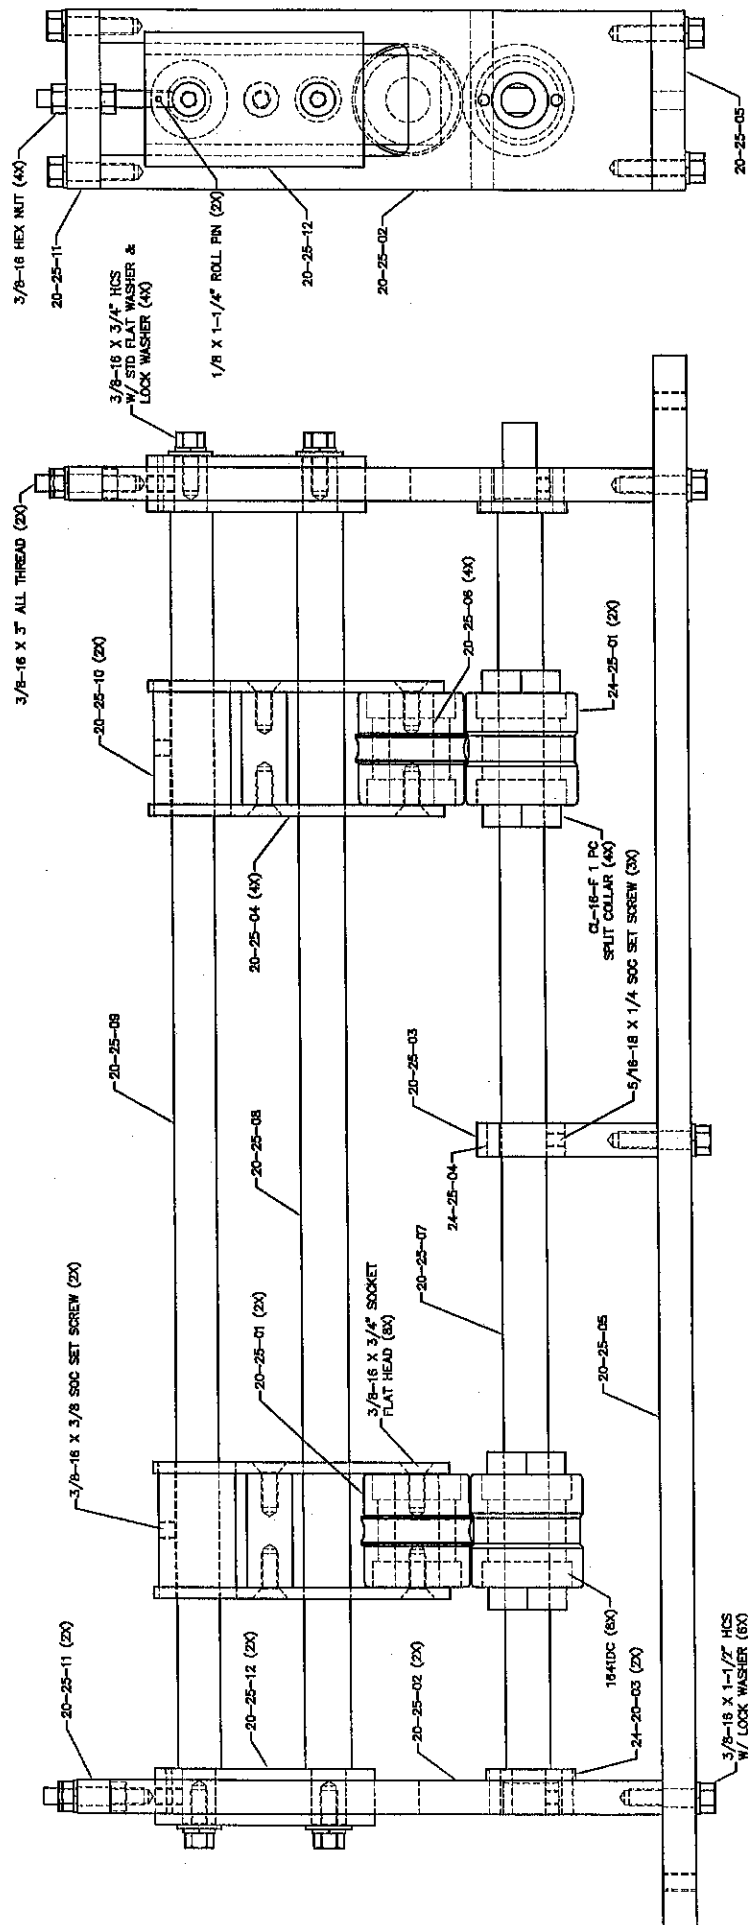 3/8-16 HEX NUT (4X)
20-25-11
3/8-16 X 3/4" HCS
W/ STD FLAT WASHER &
LOCK WASHER (4X)
1/8 X 1-1/4" ROLL PIN (2X)
20-25-12
20-25-02
20-25-05
3/8-16 X 3" ALL THREAD (2X)
20-25-10 (2X)
20-25-04 (4X)
20-25-06 (4X)
24-25-01 (2X)
CL-16-F 1 PC
SPLIT COLLAR (4X)
5/16-18 X 1/4 SOC SET SCREW (3X)
20-25-09
20-25-08
20-25-03
24-25-04
20-25-07
20-25-05
3/8-16 X 3/8 SOC SET SCREW (2X)
20-25-01 (2X)
3/8-16 X 3/4" SOCKET
FLAT HEAD (8X)
20-25-11 (2X)
20-25-12 (2X)
20-25-02 (2X)
1641DC (8X)
24-20-03 (2X)
3/8-16 X 1-1/2" HCS
W/ LOCK WASHER (6X)